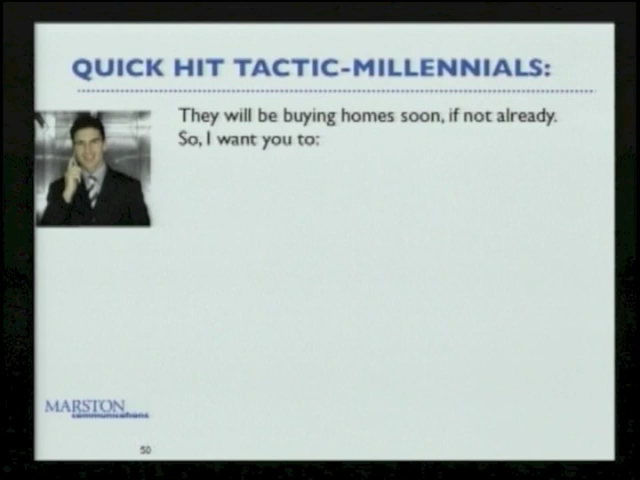 QUICK HIT TACTIC-MILLENNIALS:
They will be buying homes soon, if not already.
So, I want you to:
MARSTON
communications
50